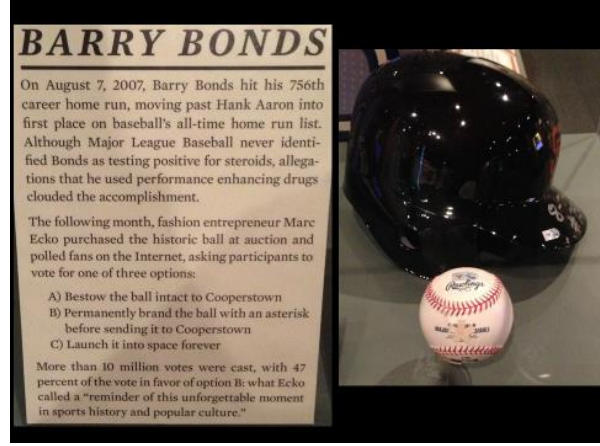 BARRY BONDS
On August 7, 2007, Barry Bonds hit his 756th
career home run, moving past Hank Aaron into
first place on baseball's all-time home run list.
Although Major League Baseball never identi-
fied Bonds as testing positive for steroids, allega-
tions that he used performance enhancing drugs
clouded the accomplishment.
The following month, fashion entrepreneur Marc
Ecko purchased the historic ball at auction and
polled fans on the Internet, asking participants to
vote for one of three options:
A) Bestow the ball intact to Cooperstown
B) Permanently brand the ball with an asterisk
before sending it to Cooperstown
C) Launch it into space forever
More than 10 million votes were cast, with 47
percent of the vote in favor of option B: what Ecko
called a “reminder of this unforgettable moment
in sports history and popular culture.”
Rawlings